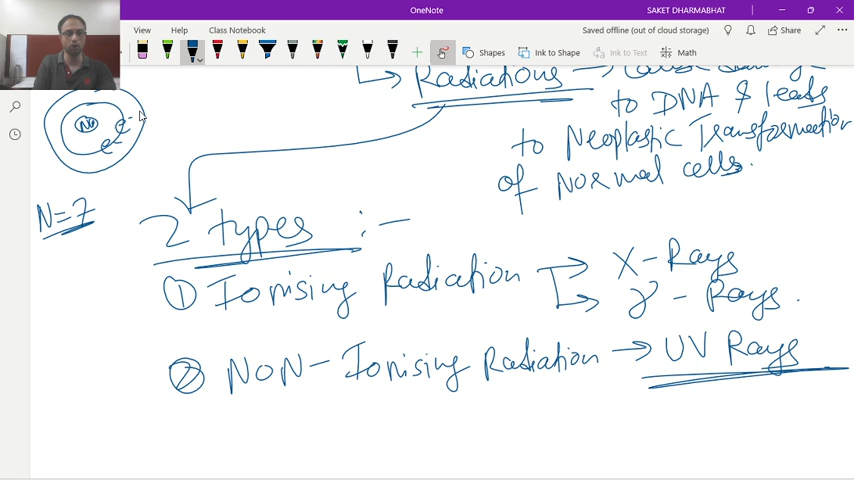 OneNote
SAKET DHARMABHAT
View Help Class Notebook
Saved offline (out of cloud storage)
Share
Shapes Ink to Shape Ink to Text Math
Radiations → cause
to DNA & leads
to Neoplastic Transformation
of Normal cells.
e-
e-
N=7
2 types :-
① Ionising Radiation
X-Rays
γ - Rays.
② NON-Ionising Radiation → UV Rays